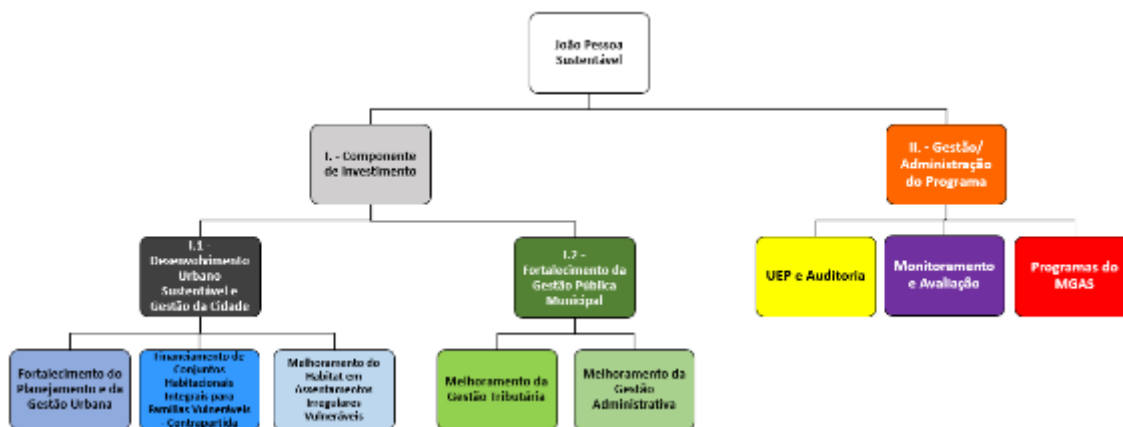 João Pessoa
Sustentável
I. - Componente
de Investimento
II. - Gestão/
Administração
do Programa
I.1 -
Desenvolvimento
Urbano
Sustentável e
Gestão da Cidade
I.2 -
Fortalecimento da
Gestão Pública
Municipal
UEP e Auditoria
Monitoramento
e Avaliação
Programas do
MGAS
Fortalecimento do
Planejamento e da
Gestão Urbana
Financiamento de
Conjuntos
Habitacionais
Integrais para
Famílias Vulneráveis
- Contrapartida
Melhoramento do
Habitat em
Assentamentos
Irregulares
Vulneráveis
Melhoramento da
Gestão Tributária
Melhoramento da
Gestão
Administrativa